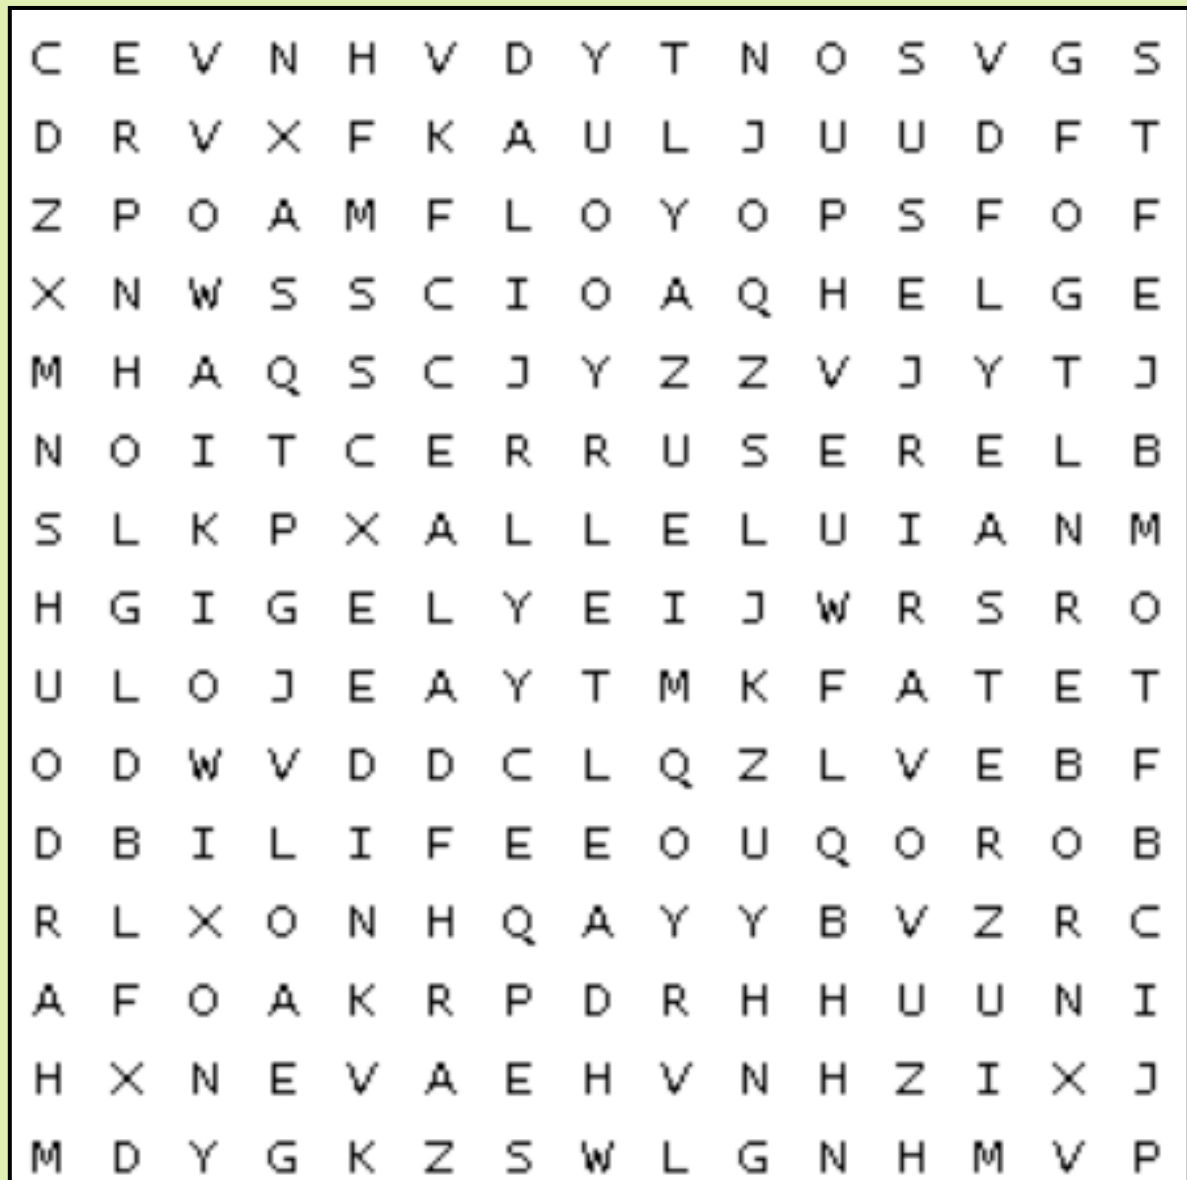 C E V N H V D Y T N O S V G S
D R V X F K A U L J U U D F T
Z P O A M F L O Y O P S F O F
X N W S S C I O A Q H E L G E
M H A Q S C J Y Z Z V J Y T J
N O I T C E R R U S E R E L B
S L K P X A L L E L U I A N M
H G I G E L Y E I J W R S R O
U L O J E A Y T M K F A T E T
O D W V D D C L Q Z L V E B F
D B I L I F E E O U Q O R O B
R L X O N H Q A Y Y B V Z R C
A F O A K R P D R H H U U N I
H X N E V A E H V N H Z I X J
M D Y G K Z S W L G N H M V P